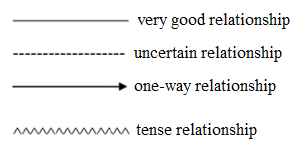 very good relationship
uncertain relationship
one-way relationship
tense relationship